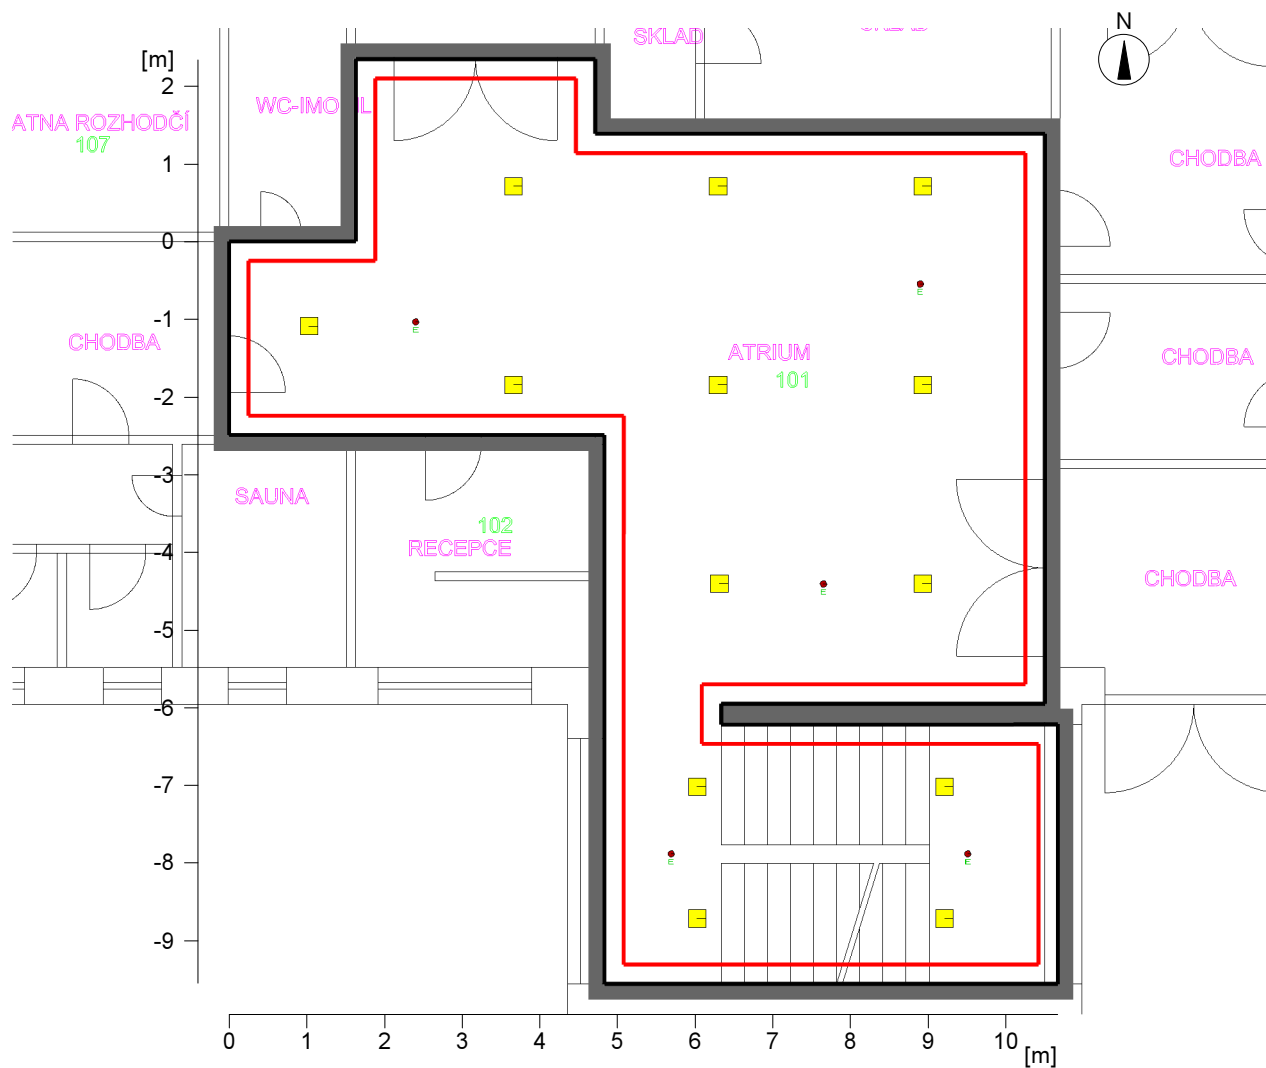 N
SKLAD
[m]
2
WC-IMO
ATNA ROZHODČÍ
107
1
CHODBA
0
-1
E
E
CHODBA
ATRIUM
101
CHODBA
-2
-3
SAUNA
102
RECEPCE
-4
CHODBA
E
-5
-6
-7
-8
E
E
-9
0 1 2 3 4 5 6 7 8 9 10
[m]